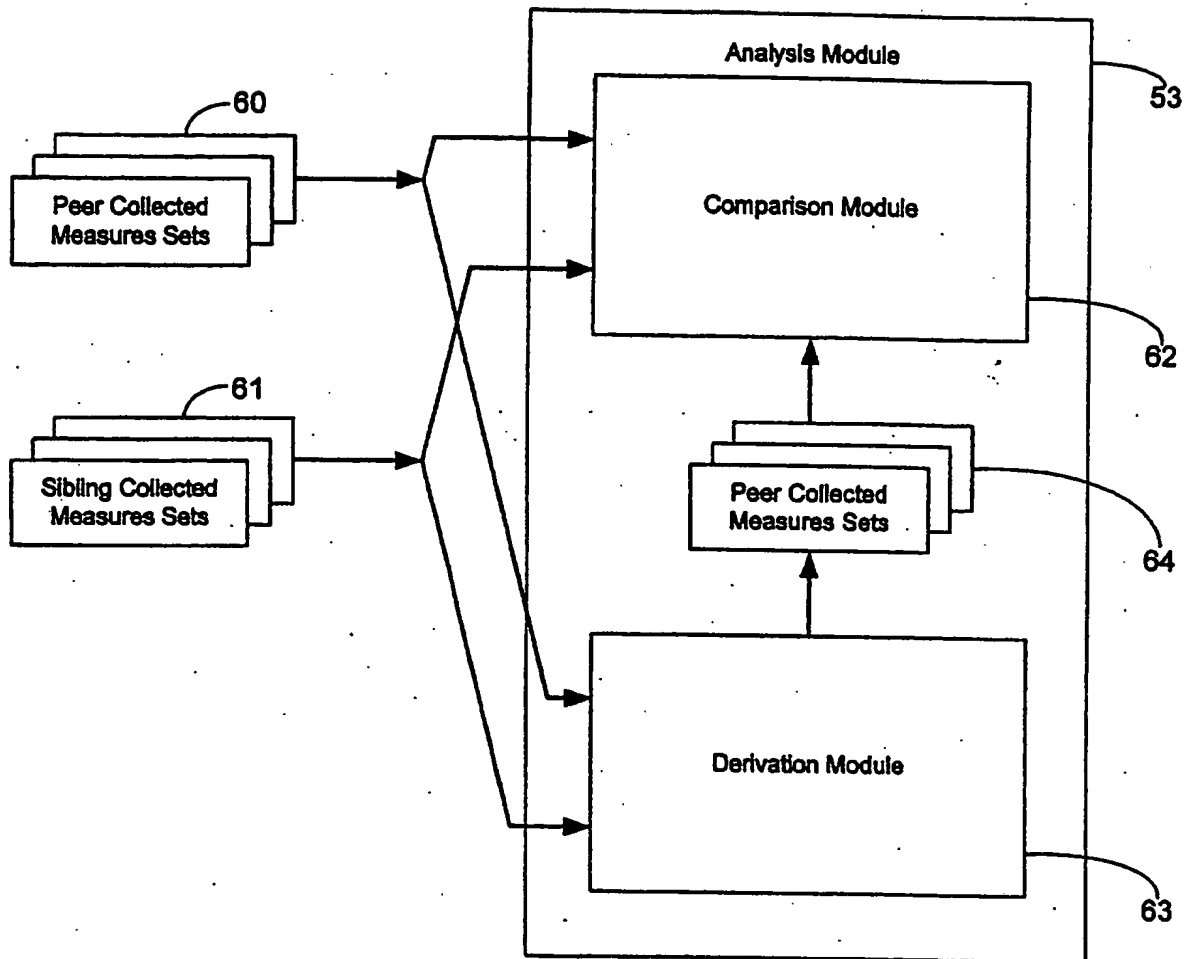 Analysis Module
53
60
Peer Collected
Measures Sets
Comparison Module
62
61
Sibling Collected
Measures Sets
Peer Collected
Measures Sets
64
Derivation Module
63